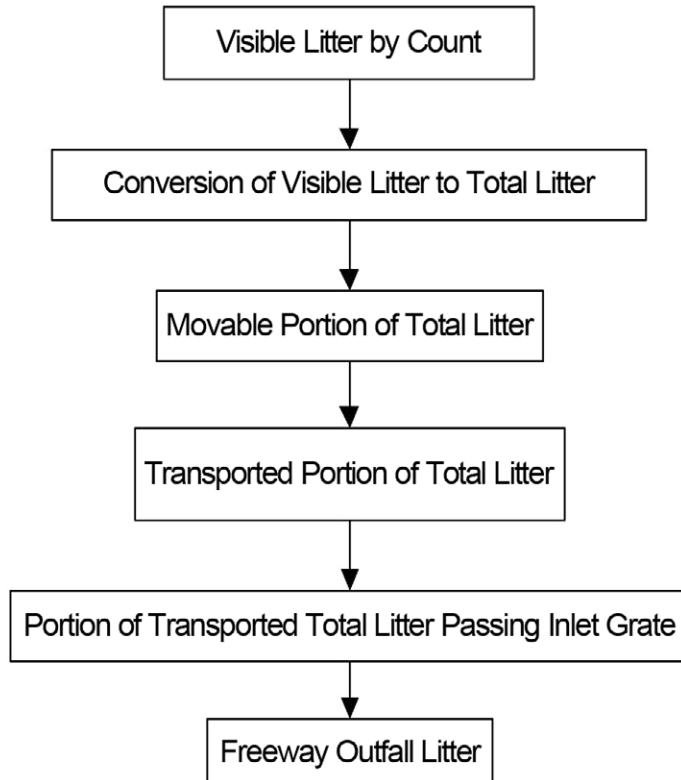 Visible Litter by Count
Conversion of Visible Litter to Total Litter
Movable Portion of Total Litter
Transported Portion of Total Litter
Portion of Transported Total Litter Passing Inlet Grate
Freeway Outfall Litter